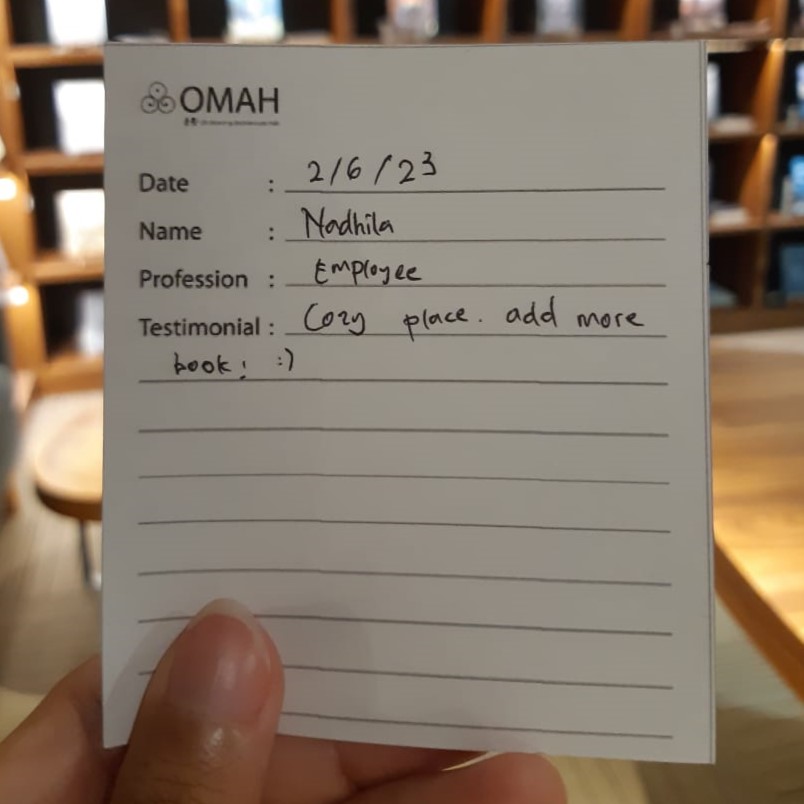 OMAH
Date : 2/6/23
Name : Nadhila
Profession : Employee
Testimonial : Cozy place. add more
book! :)